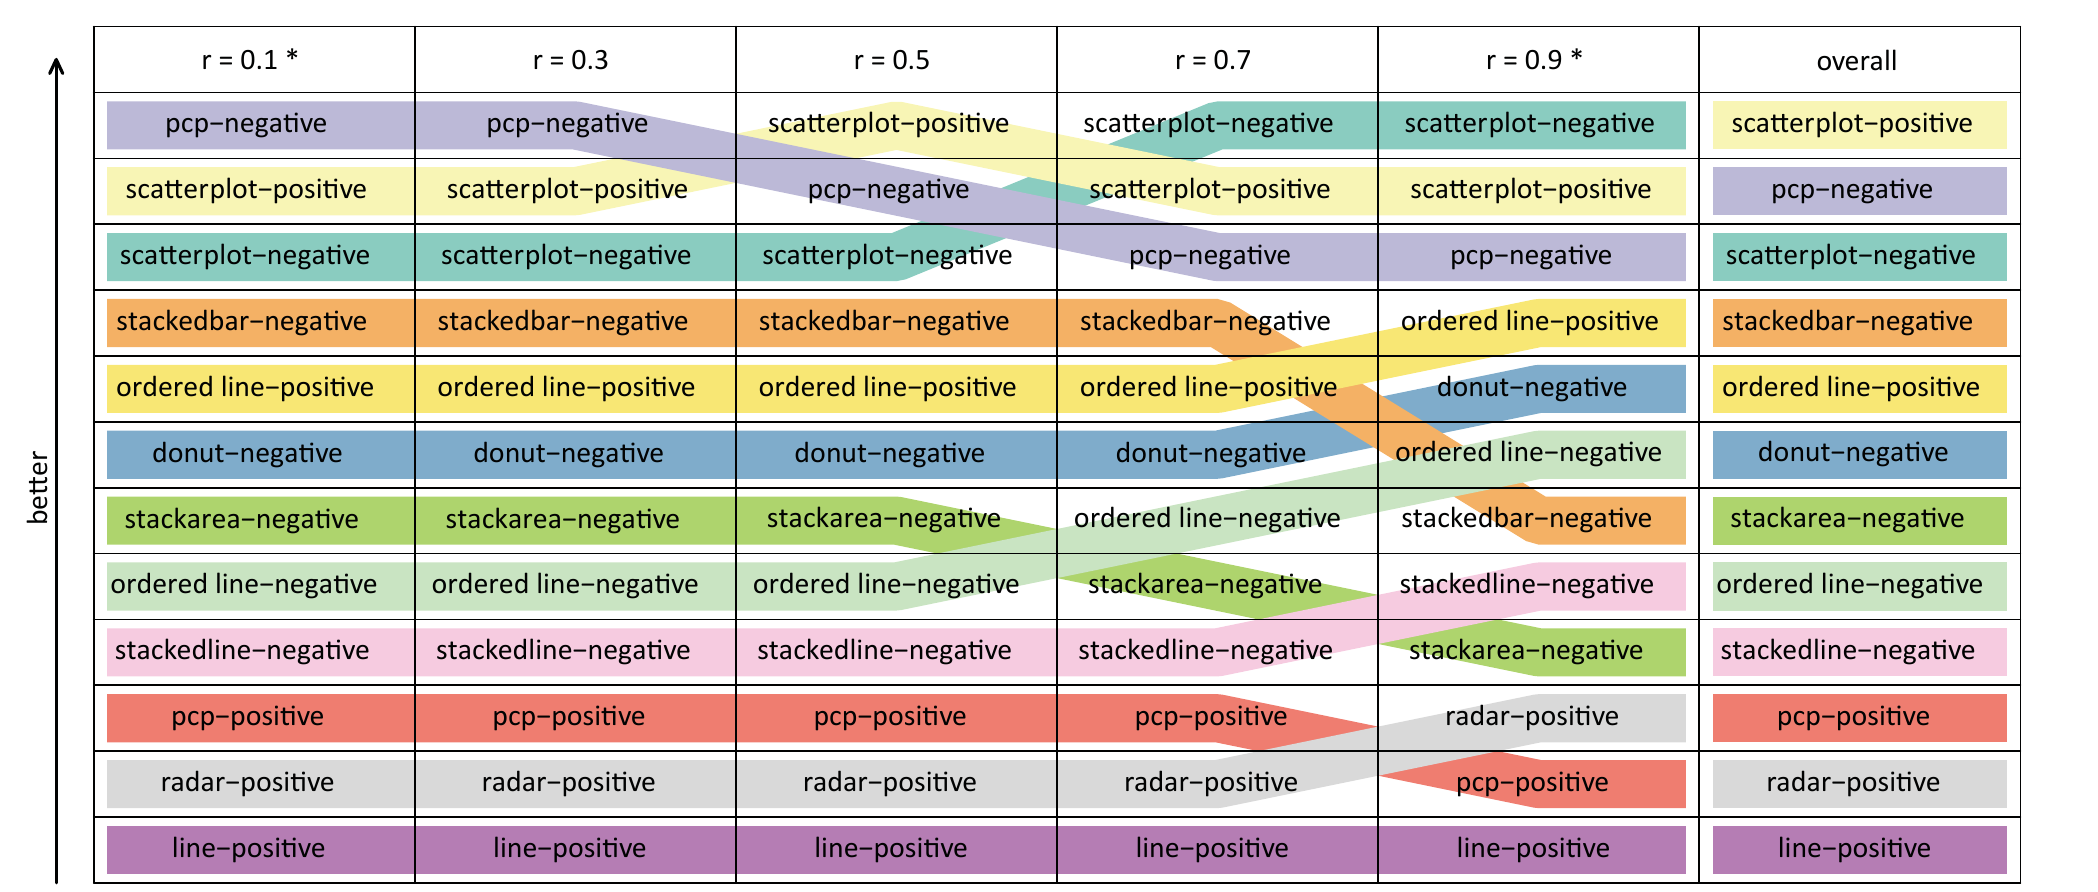 r = 0.1 * r = 0.3 r = 0.5 r = 0.7 r = 0.9 * overall
pcp−negative pcp−negative scatterplot−positive scatterplot−negative scatterplot−negative scatterplot−positive
scatterplot−positive scatterplot−positive pcp−negative scatterplot−positive scatterplot−positive pcp−negative
scatterplot−negative scatterplot−negative scatterplot−negative pcp−negative pcp−negative scatterplot−negative
stackedbar−negative stackedbar−negative stackedbar−negative stackedbar−negative ordered line−positive stackedbar−negative
ordered line−positive ordered line−positive ordered line−positive ordered line−positive donut−negative ordered line−positive
donut−negative donut−negative donut−negative donut−negative ordered line−negative donut−negative
stackarea−negative stackarea−negative stackarea−negative ordered line−negative stackedbar−negative stackarea−negative
ordered line−negative ordered line−negative ordered line−negative stackarea−negative stackedline−negative ordered line−negative
stackedline−negative stackedline−negative stackedline−negative stackedline−negative stackarea−negative stackedline−negative
pcp−positive pcp−positive pcp−positive pcp−positive radar−positive pcp−positive
radar−positive radar−positive radar−positive radar−positive pcp−positive radar−positive
line−positive line−positive line−positive line−positive line−positive line−positive
better